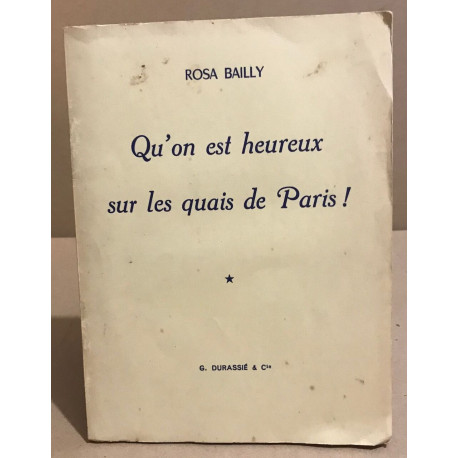 ROSA BAILLY
Qu'on est heureux
sur les quais de Paris !
★
G. DURASSIÉ & Cie